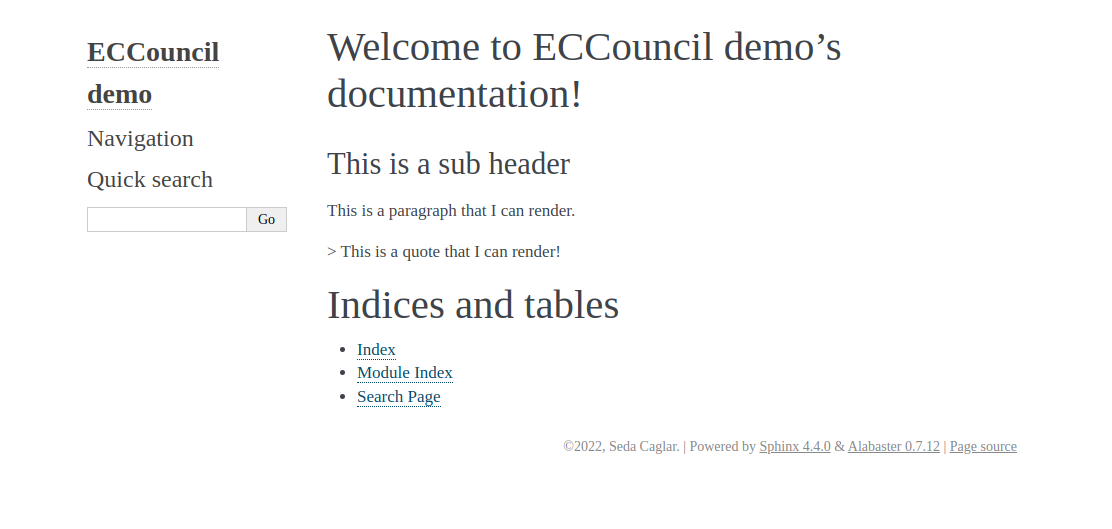 ECCouncil
demo
Navigation
Quick search
Go
Welcome to ECCouncil demo’s
documentation!
This is a sub header
This is a paragraph that I can render.
> This is a quote that I can render!
Indices and tables
Index
Module Index
Search Page
©2022, Seda Caglar. | Powered by Sphinx 4.4.0 & Alabaster 0.7.12 | Page source